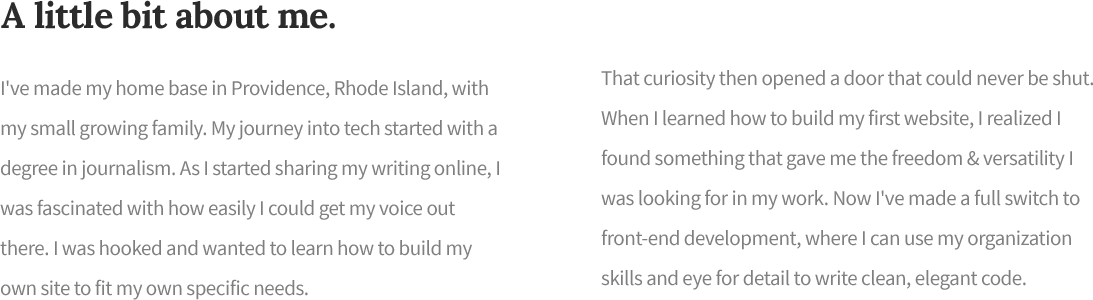 A little bit about me.
I've made my home base in Providence, Rhode Island, with
my small growing family. My journey into tech started with a
degree in journalism. As I started sharing my writing online, I
was fascinated with how easily I could get my voice out
there. I was hooked and wanted to learn how to build my
own site to fit my own specific needs.
That curiosity then opened a door that could never be shut.
When I learned how to build my first website, I realized I
found something that gave me the freedom & versatility I
was looking for in my work. Now I've made a full switch to
front-end development, where I can use my organization
skills and eye for detail to write clean, elegant code.